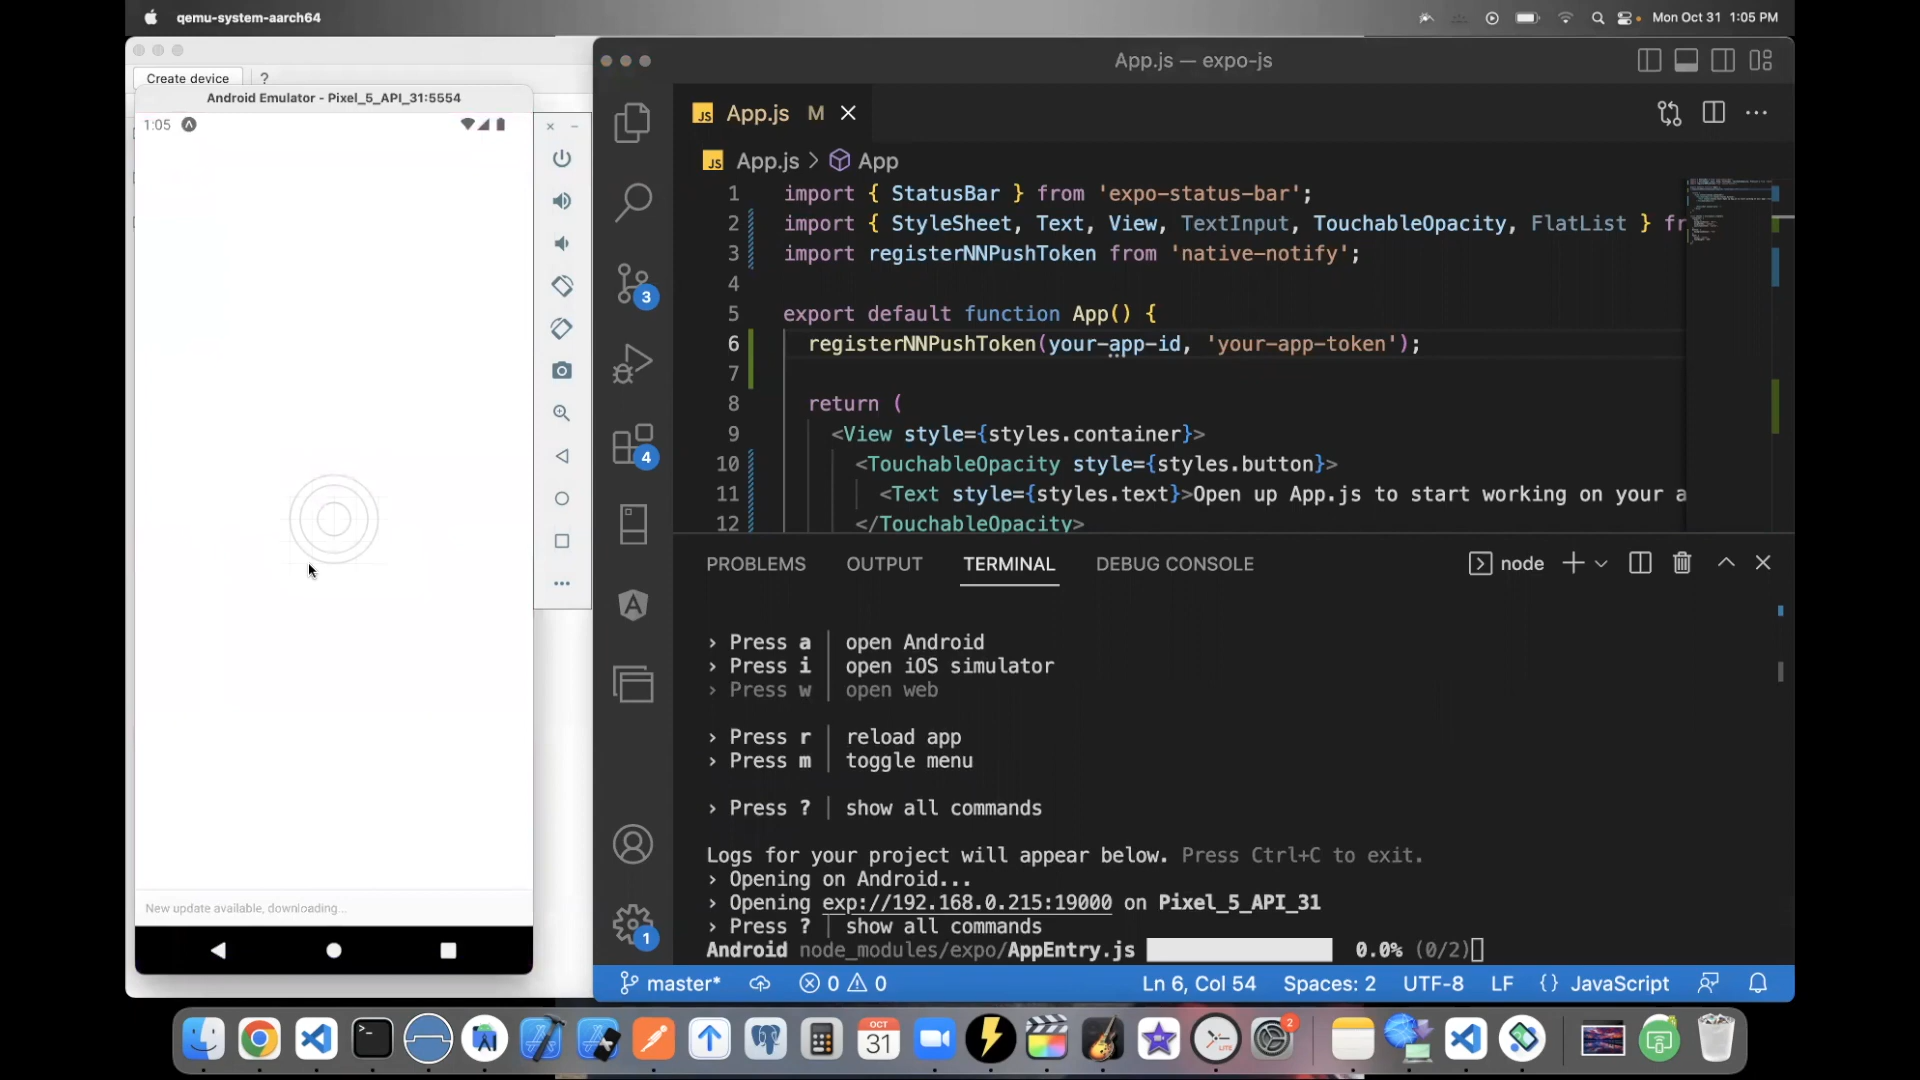 qemu-system-aarch64
Mon Oct 31 1:05 PM
Create device
?
Android Emulator - Pixel_5_API_31:5554
1:05
New update available, downloading...
App.js — expo-js
JS App.js M
JS App.js > App
1 import { StatusBar } from 'expo-status-bar';
2 import { StyleSheet, Text, View, TextInput, TouchableOpacity, FlatList } fr
3 import registerNNPushToken from 'native-notify';
4
5 export default function App() {
6 registerNNPushToken(your-app-id, 'your-app-token');
7
8 return (
9 <View style={styles.container}>
10 <TouchableOpacity style={styles.button}>
11 <Text style={styles.text}>Open up App.js to start working on your a
12 </TouchableOpacity>
3
4
1
PROBLEMS OUTPUT TERMINAL DEBUG CONSOLE
node
› Press a │ open Android
› Press i │ open iOS simulator
› Press w │ open web
› Press r │ reload app
› Press m │ toggle menu
› Press ? │ show all commands
Logs for your project will appear below. Press Ctrl+C to exit.
› Opening on Android...
› Opening exp://192.168.0.215:19000 on Pixel_5_API_31
› Press ? │ show all commands
Android node_modules/expo/AppEntry.js 0.0% (0/2)
master* 0 0 Ln 6, Col 54 Spaces: 2 UTF-8 LF {} JavaScript
OCT
31
2
LITE